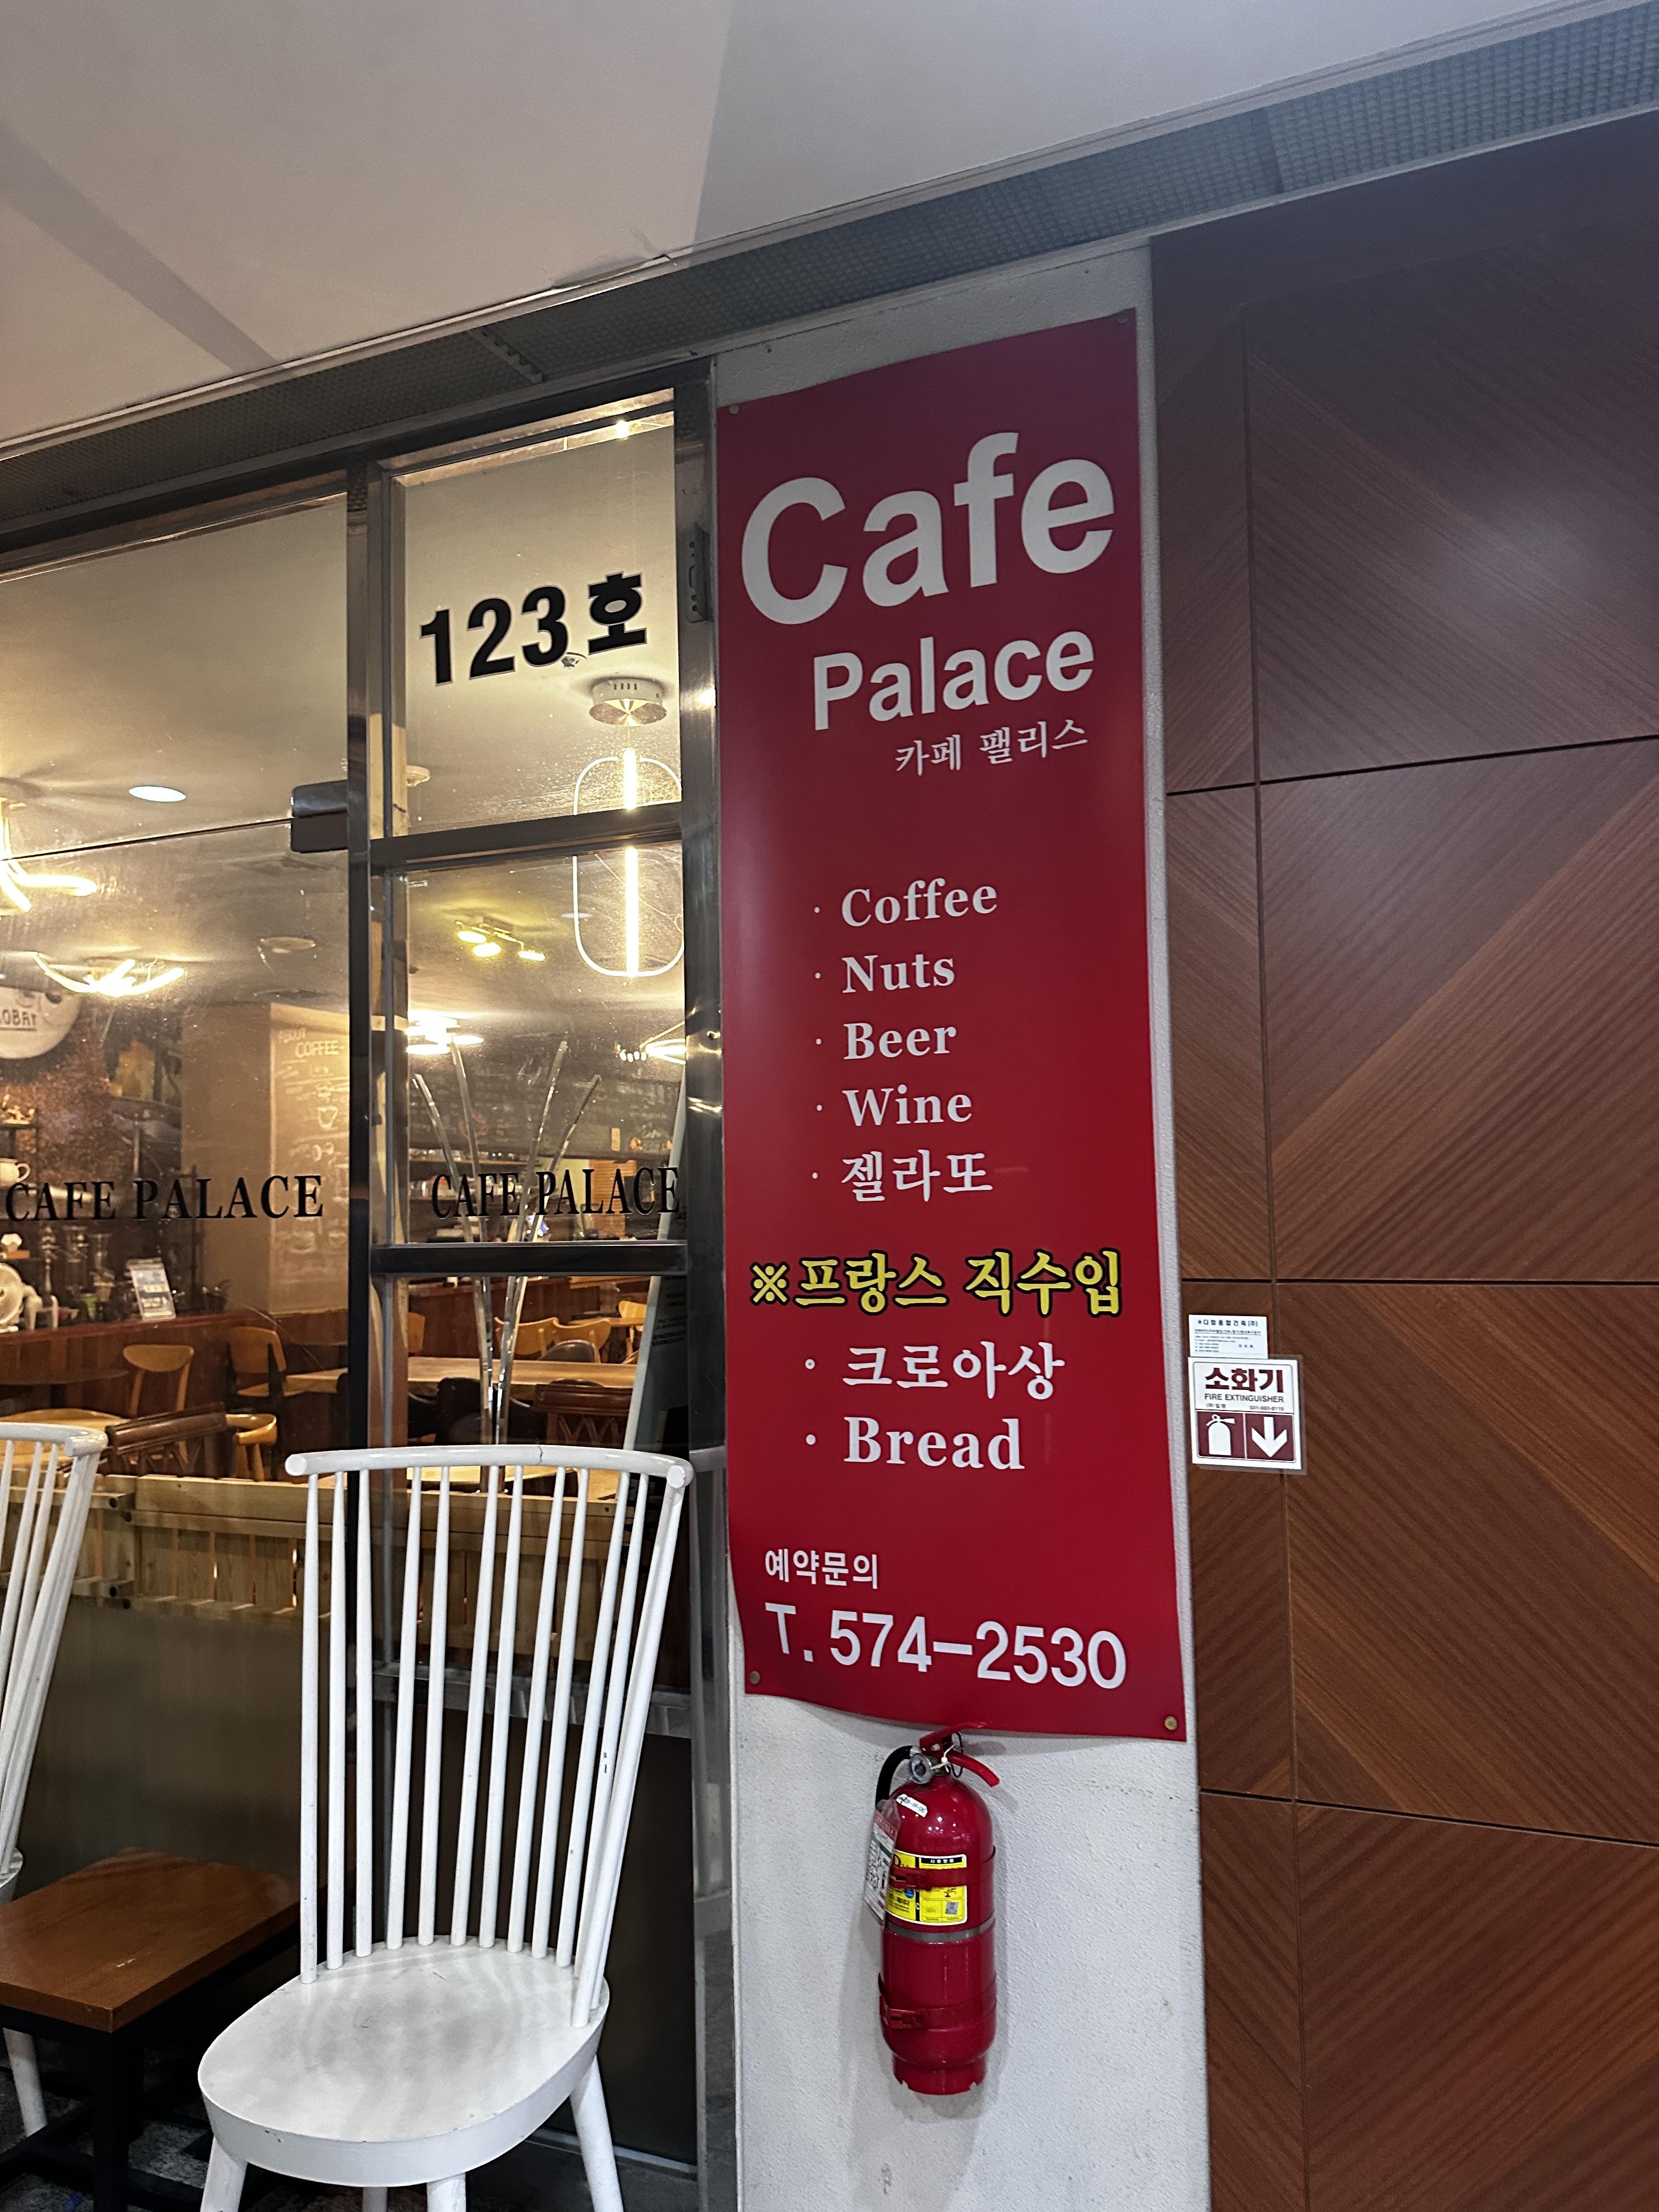 123호
CAFE PALACE
CAFE PALACE
COFFEE
Cafe
Palace
카페 팰리스
· Coffee
· Nuts
· Beer
· Wine
· 젤라또
※프랑스 직수입
· 크로아상
· Bread
예약문의
T. 574-2530
소화기
FIRE EXTINGUISHER